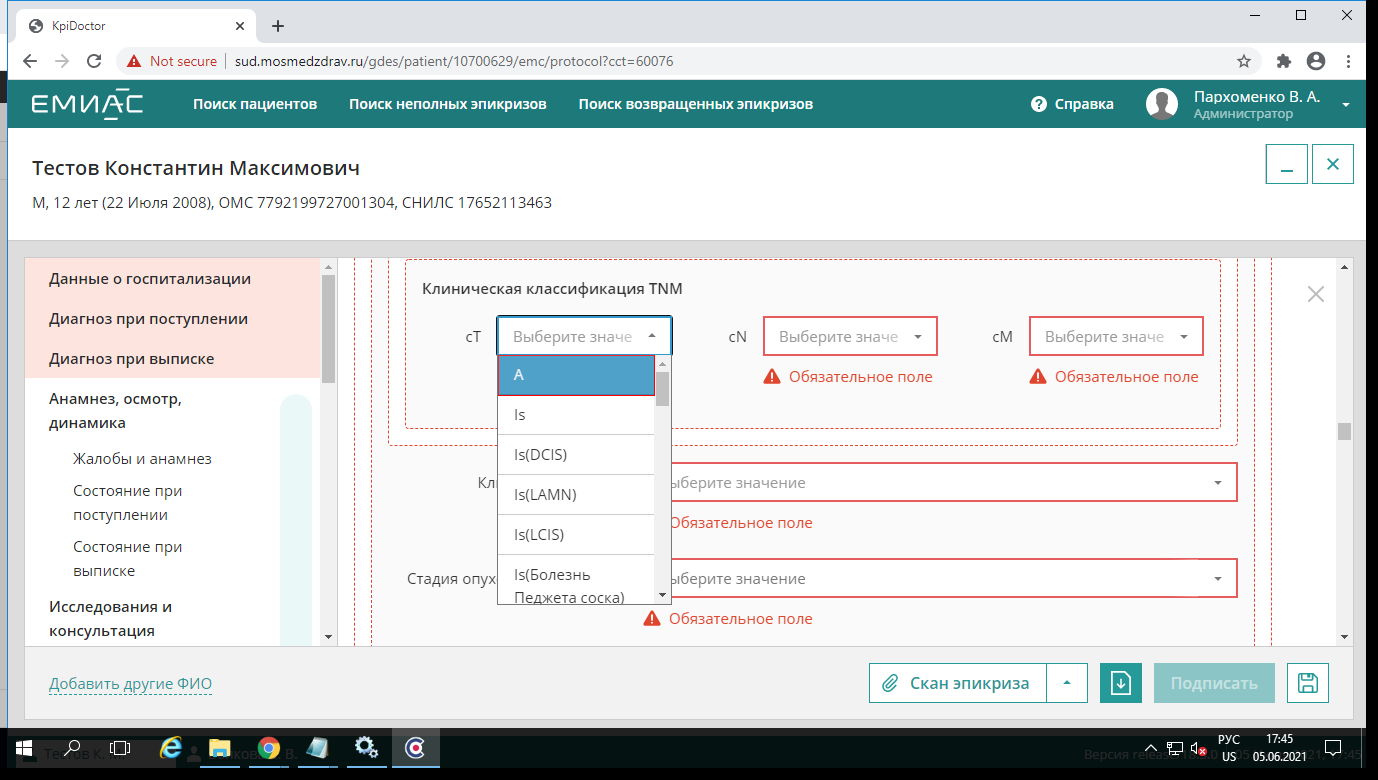 KpiDoctor
Not secure
sud.mosmedzdrav.ru/gdes/patient/10700629/emc/protocol?cct=60076
ЕМИАС
Поиск пациентов
Поиск неполных эпикризов
Поиск возвращенных эпикризов
Справка
Пархоменко В. А.
Администратор
Тестов Константин Максимович
М, 12 лет (22 Июля 2008), ОМС 7792199727001304, СНИЛС 17652113463
Данные о госпитализации
Диагноз при поступлении
Диагноз при выписке
Анамнез, осмотр,
динамика
Жалобы и анамнез
Состояние при
поступлении
Состояние при
выписке
Исследования и
консультация
Клиническая классификация TNM
cT
Выберите значе
cN
Выберите значе
cM
Выберите значе
Обязательное поле
Обязательное поле
A
Is
Is(DCIS)
Is(LAMN)
Is(LCIS)
Is(Болезнь
Педжета соска)
Кли
ыберите значение
Обязательное поле
Стадия опух
ыберите значение
Обязательное поле
Добавить другие ФИО
Скан эпикриза
Подписать
Тестов К. М.
РУС
US
17:45
05.06.2021